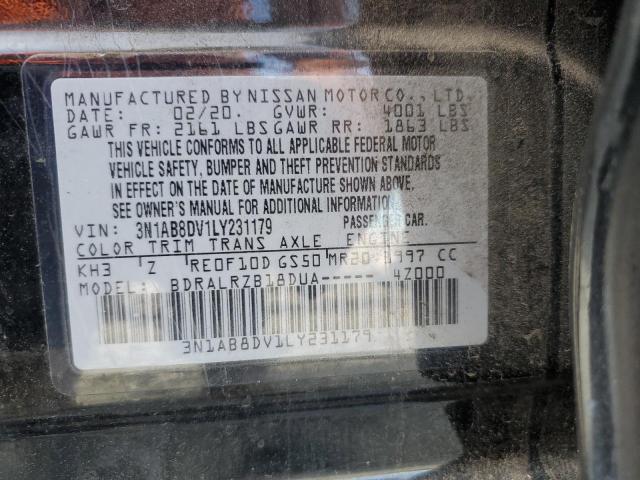 MANUFACTURED BY NISSAN MOTOR CO., LTD.
DATE: 02/20. GVWR: 4001 LBS
GAWR FR: 2161 LBS GAWR RR: 1863 LBS
THIS VEHICLE CONFORMS TO ALL APPLICABLE FEDERAL MOTOR
VEHICLE SAFETY, BUMPER AND THEFT PREVENTION STANDARDS
IN EFFECT ON THE DATE OF MANUFACTURE SHOWN ABOVE.
SEE OWNER'S MANUAL FOR ADDITIONAL INFORMATION.
VIN: 3N1AB8DV1LY231179 PASSENGER CAR.
COLOR TRIM TRANS AXLE ENGINE
KH3 Z RE0F10D GS50 MR20 1997 CC
MODEL: BDRALRZB18DUA----- 4Z000
3N1AB8DV1LY231179